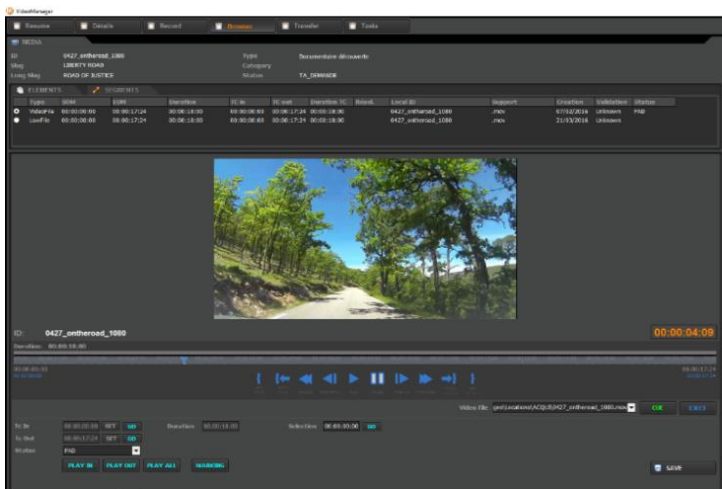 VideoManager
Resume Details Record Browse Transfer Tasks
MEDIA
ID 0427_ontheroad_1080 Type Documentaire découverte
Slug LIBERTY ROAD Category
Long Slug ROAD OF JUSTICE Status TA_DEMANDE
ELEMENTS SEGMENTS
Type SOM EOM Duration TC in TC out Duration TC Reind. Local ID Support Creation Validation Status
VideoFile 00:00:00:00 00:00:17:24 00:00:18:00 00:00:00:00 00:00:17:24 00:00:18:00 0427_ontheroad_1080 .mov 07/02/2016 Unknown PAD
LowFile 00:00:00:00 00:00:17:24 00:00:18:00 00:00:00:00 00:00:17:24 00:00:18:00 0427_ontheroad_1080 .mov 21/03/2016 Unknown
ID: 0427_ontheroad_1080 00:00:04:09
Duration: 00:00:18:00
00:00:00:00 00:00:17:24
Video File CUE EJECT
Tc In 00:00:00:00 SET GO Duration 00:00:18:00 Selection 00:00:00:00 GO
Tc Out 00:00:17:24 SET GO
Status PAD
PLAY IN PLAY OUT PLAY ALL MARKING
SAVE